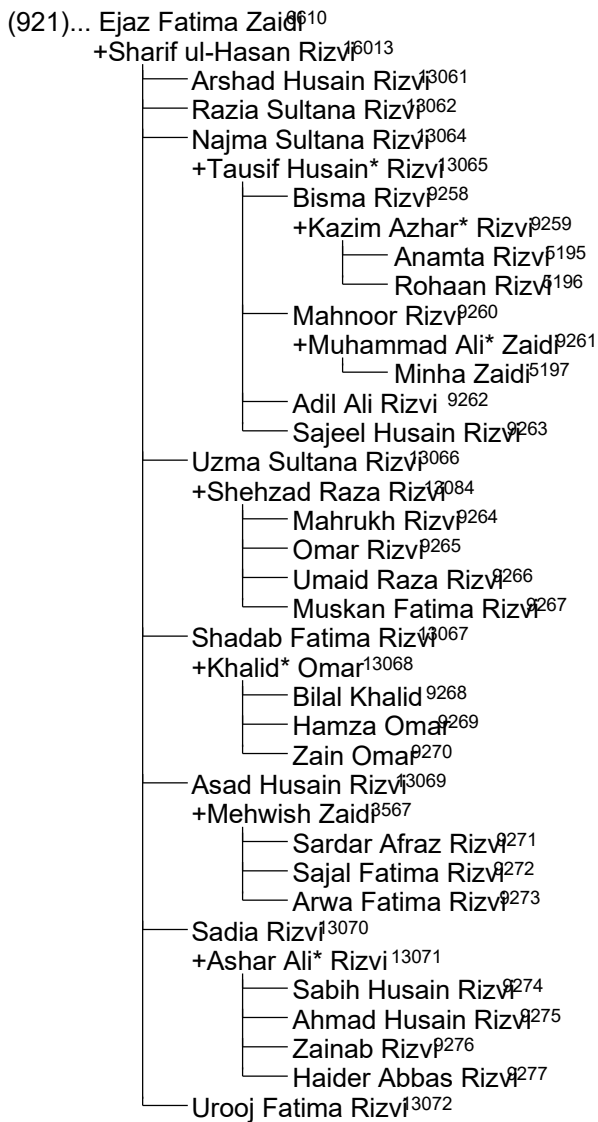 (921)... Ejaz Fatima Zaidi6610
+Sharif ul-Hasan Rizvi16013
Arshad Husain Rizvi13061
Razia Sultana Rizvi13062
Najma Sultana Rizvi13064
+Tausif Husain* Rizvi13065
Bisma Rizvi9258
+Kazim Azhar* Rizvi9259
Anamta Rizvi5195
Rohaan Rizvi5196
Mahnoor Rizvi9260
+Muhammad Ali* Zaidi9261
Minha Zaidi5197
Adil Ali Rizvi 9262
Sajeel Husain Rizvi9263
Uzma Sultana Rizvi13066
+Shehzad Raza Rizvi13084
Mahrukh Rizvi9264
Omar Rizvi9265
Umaid Raza Rizvi9266
Muskan Fatima Rizvi9267
Shadab Fatima Rizvi13067
+Khalid* Omar13068
Bilal Khalid9268
Hamza Omar9269
Zain Omar9270
Asad Husain Rizvi13069
+Mehwish Zaidi3567
Sardar Afraz Rizvi9271
Sajal Fatima Rizvi9272
Arwa Fatima Rizvi9273
Sadia Rizvi13070
+Ashar Ali* Rizvi13071
Sabih Husain Rizvi9274
Ahmad Husain Rizvi9275
Zainab Rizvi9276
Haider Abbas Rizvi9277
Urooj Fatima Rizvi13072